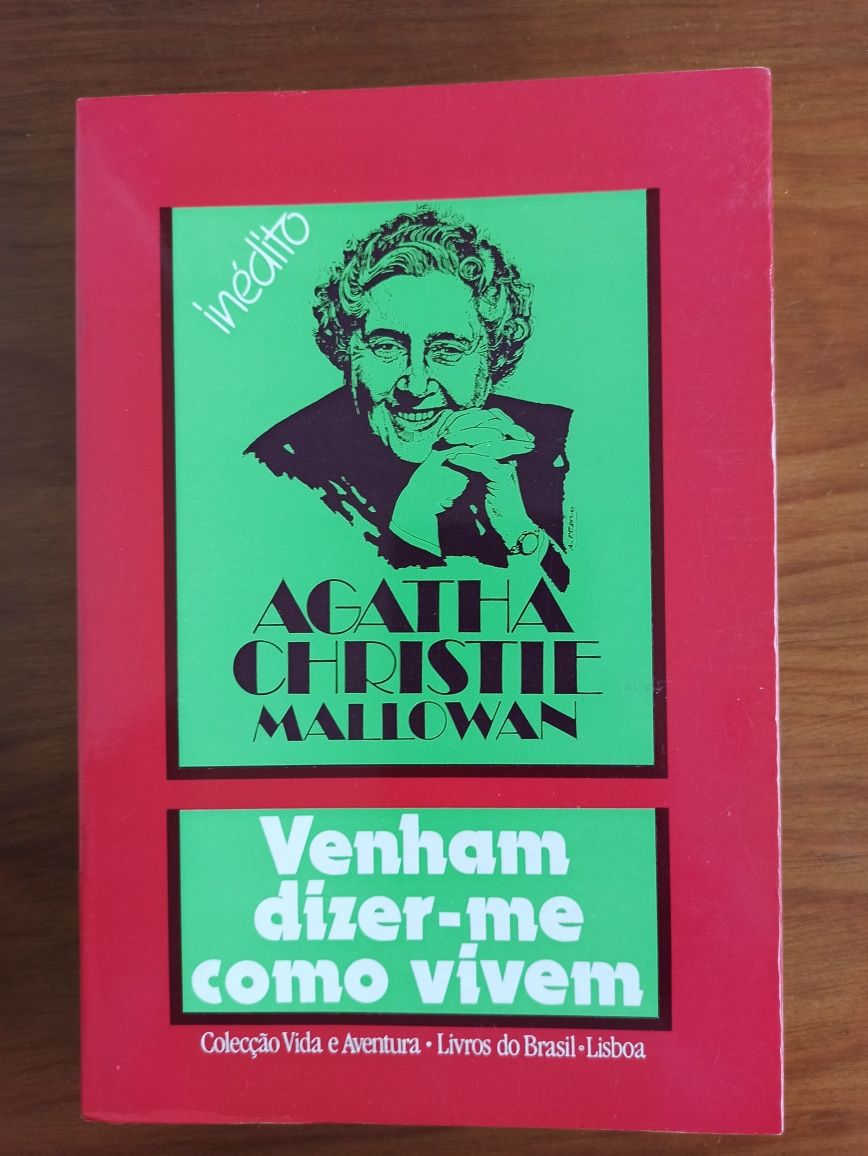 inédito
AGATHA
CHRISTIE
MALLOWAN
Venham
dizer-me
como vivem
Colecção Vida e Aventura • Livros do Brasil • Lisboa